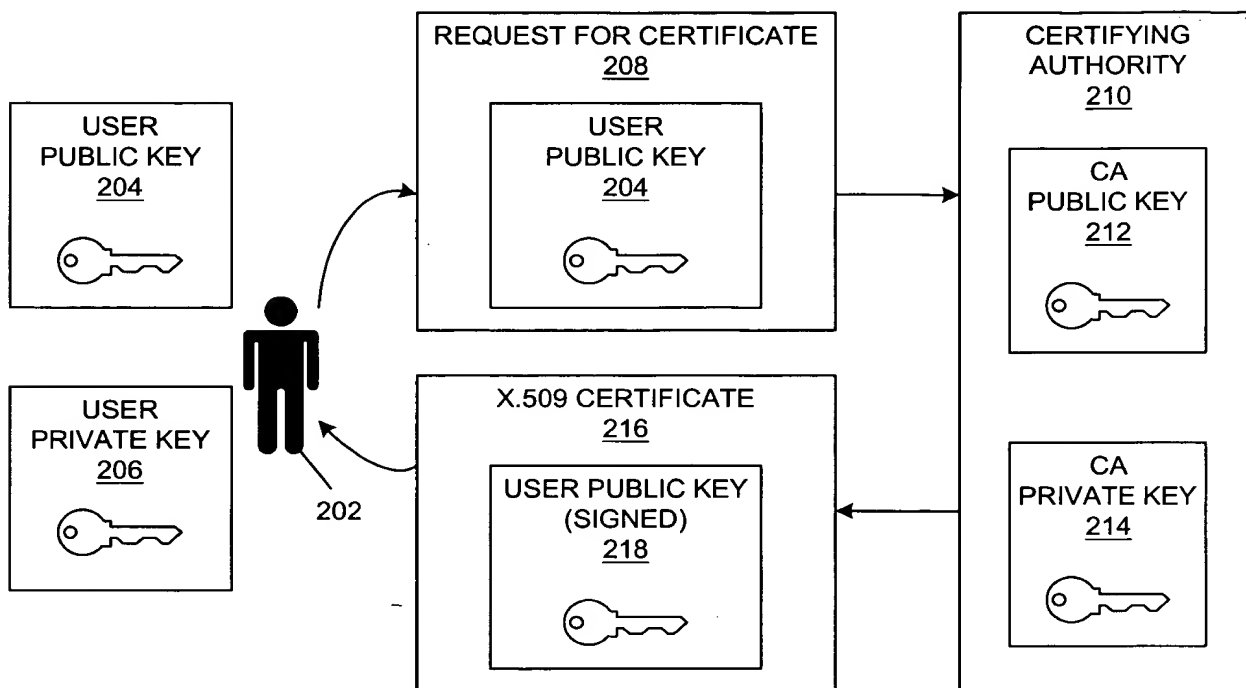 USER
PUBLIC KEY
204
USER
PRIVATE KEY
206
202
REQUEST FOR CERTIFICATE
208
USER
PUBLIC KEY
204
X.509 CERTIFICATE
216
USER PUBLIC KEY
(SIGNED)
218
CERTIFYING
AUTHORITY
210
CA
PUBLIC KEY
212
CA
PRIVATE KEY
214